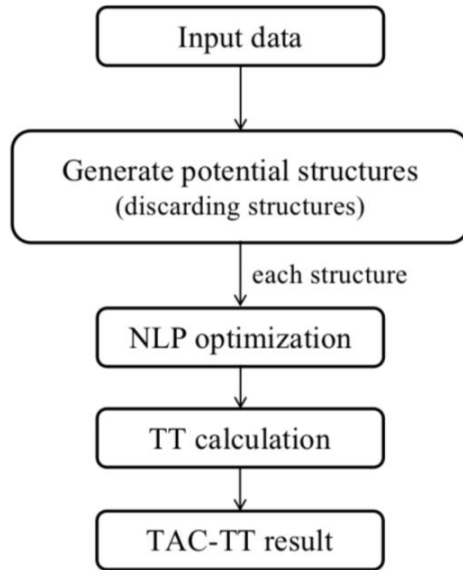 Input data
Generate potential structures
(discarding structures)
each structure
NLP optimization
TT calculation
TAC-TT result